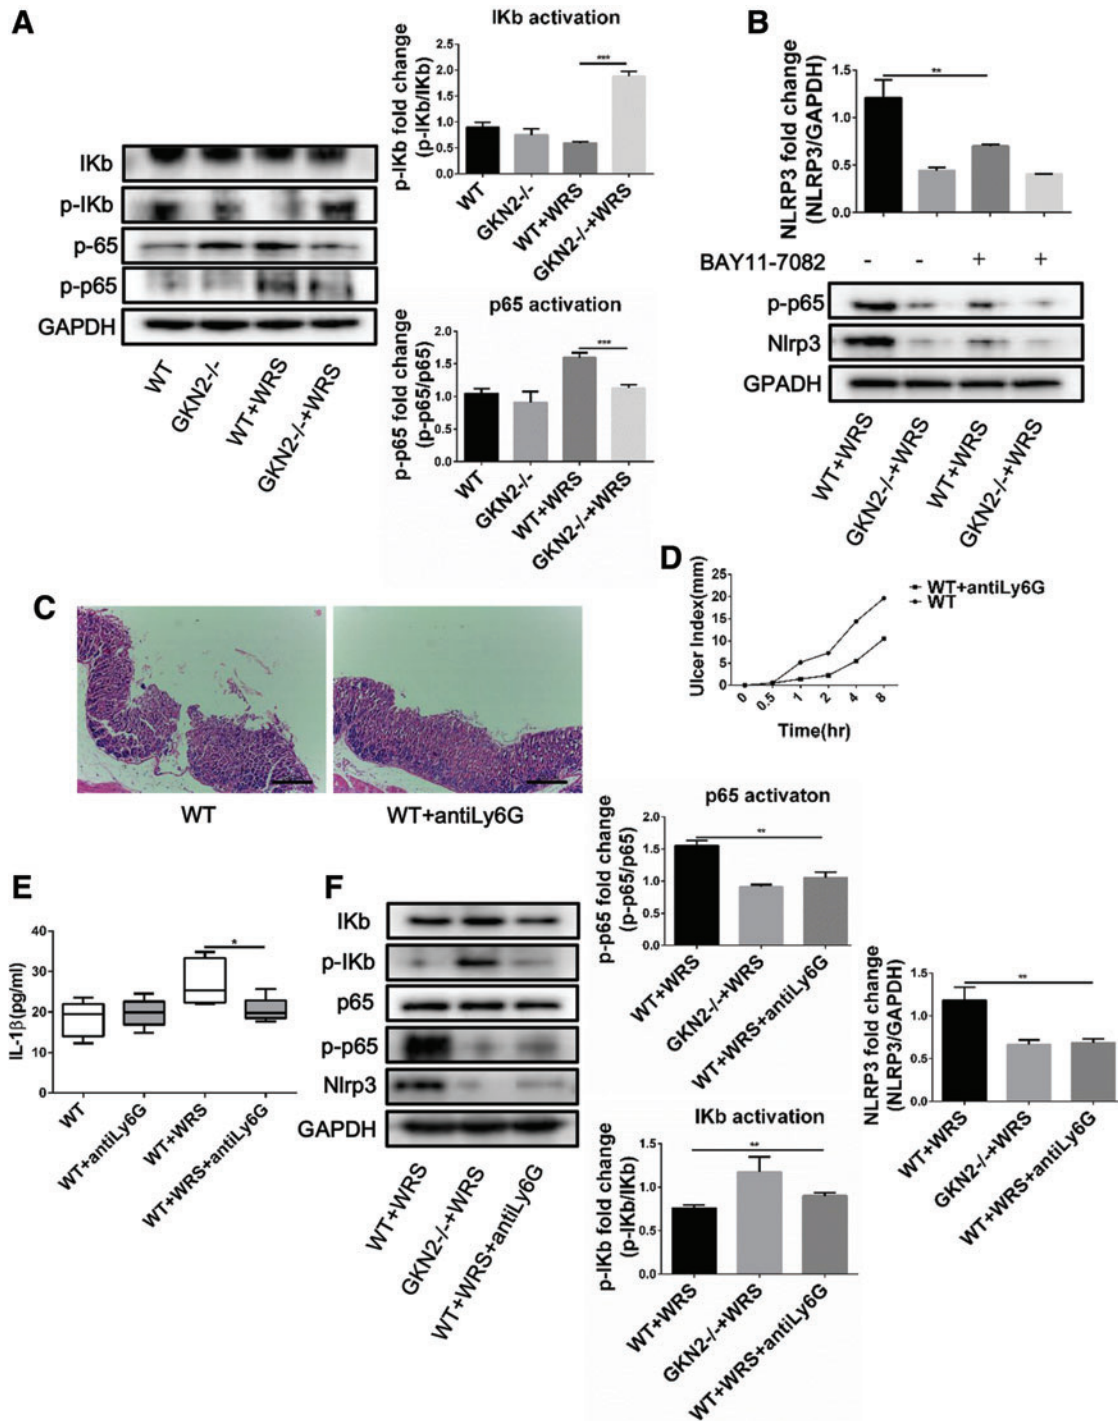 A
IKb
p-IKb
p-65
p-p65
GAPDH
WT
GKN2-/-
WT+WRS
GKN2-/-+WRS
IKb activation
p-IKb fold change
(p-IKb/IKb)
2.5
2.0
1.5
1.0
0.5
0.0
***
WT
GKN2-/-
WT+WRS
GKN2-/-+WRS
p65 activation
p-p65 fold change
(p-p65/p65)
2.0
1.5
1.0
0.5
0.0
***
WT
GKN2-/-
WT+WRS
GKN2-/-+WRS
B
NLRP3 fold change
(NLRP3/GAPDH)
1.5
1.0
0.5
0.0
**
BAY11-7082 - - + +
p-p65
Nlrp3
GPADH
WT+WRS
GKN2-/-+WRS
WT+WRS
GKN2-/-+WRS
C
WT
WT+antiLy6G
D
Ulcer Index(mm)
25
20
15
10
5
0
0 0.5 1 2 4 8
Time(hr)
WT+antiLy6G
WT
E
IL-1β(pg/ml)
40
30
20
10
0
*
WT
WT+antiLy6G
WT+WRS
WT+WRS+antiLy6G
F
IKb
p-IKb
p65
p-p65
Nlrp3
GAPDH
WT+WRS
GKN2-/-+WRS
WT+WRS+antiLy6G
p65 activaton
p-p65 fold change
(p-p65/p65)
2.0
1.5
1.0
0.5
0.0
**
WT+WRS
GKN2-/-+WRS
WT+WRS+antiLy6G
IKb activation
p-IKb fold change
(p-IKb/IKb)
1.5
1.0
0.5
0.0
**
WT+WRS
GKN2-/-+WRS
WT+WRS+antiLy6G
NLRP3 fold change
(NLRP3/GAPDH)
1.5
1.0
0.5
0.0
**
WT+WRS
GKN2-/-+WRS
WT+WRS+antiLy6G